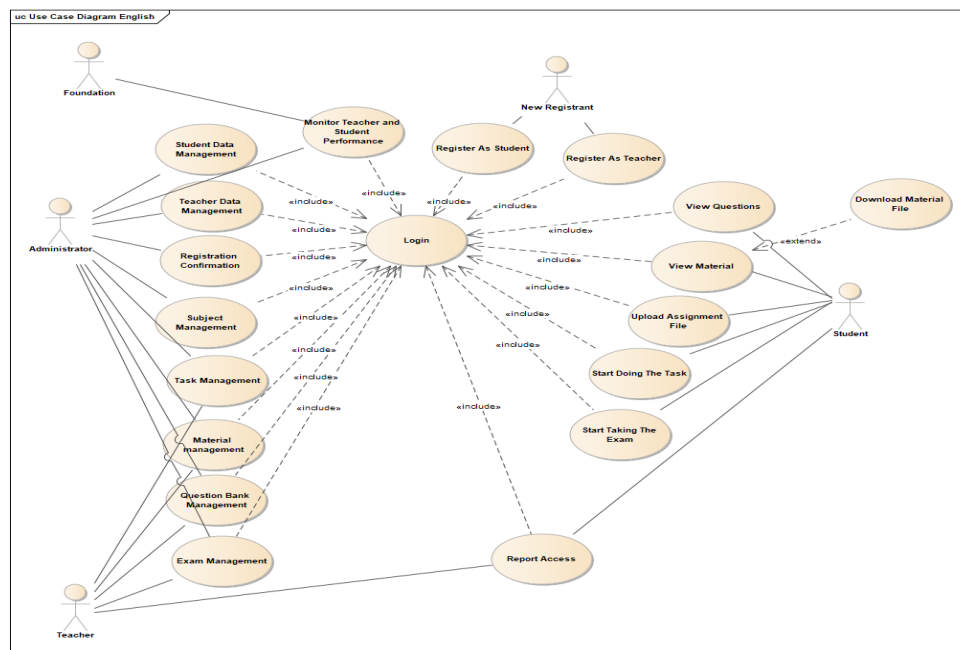 uc Use Case Diagram English
Foundation
New Registrant
Monitor Teacher and
Student
Performance
Student Data
Management
Register As Student
Register As Teacher
«include»
«include»
«include»
«include»
Teacher Data
Management
View Questions
Download Material
File
«include»
«include»
Administrator
Login
«extend»
Registration
Confirmation
«include»
«include»
View Material
«include»
«include»
Subject
Management
Upload Assignment
File
«include»
«include»
Student
«include»
Task Management
«include»
Start Doing The Task
«include»
«include»
Material
management
Start Taking The
Exam
Question Bank
Management
Exam Management
Report Access
Teacher